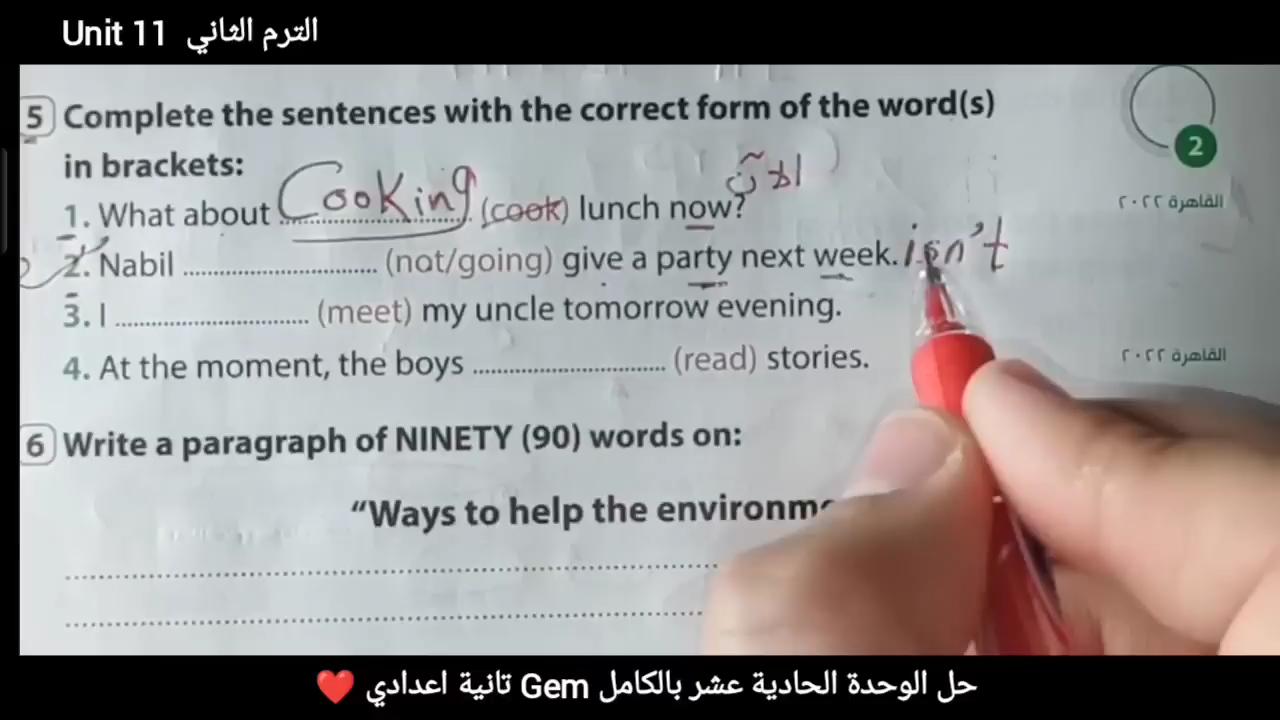 Unit 11 الترم الثاني
5 Complete the sentences with the correct form of the word(s)
in brackets:
2
1. What about Cooking (cook) lunch now? الآن
القاهرة ٢٠٢٢
2. Nabil ............................ (not/going) give a party next week. isn't
3. I ............................ (meet) my uncle tomorrow evening.
4. At the moment, the boys ............................ (read) stories.
القاهرة ٢٠٢٢
6 Write a paragraph of NINETY (90) words on:
"Ways to help the
حل الوحدة الحادية عشر بالكامل Gem تانية اعدادي ❤️